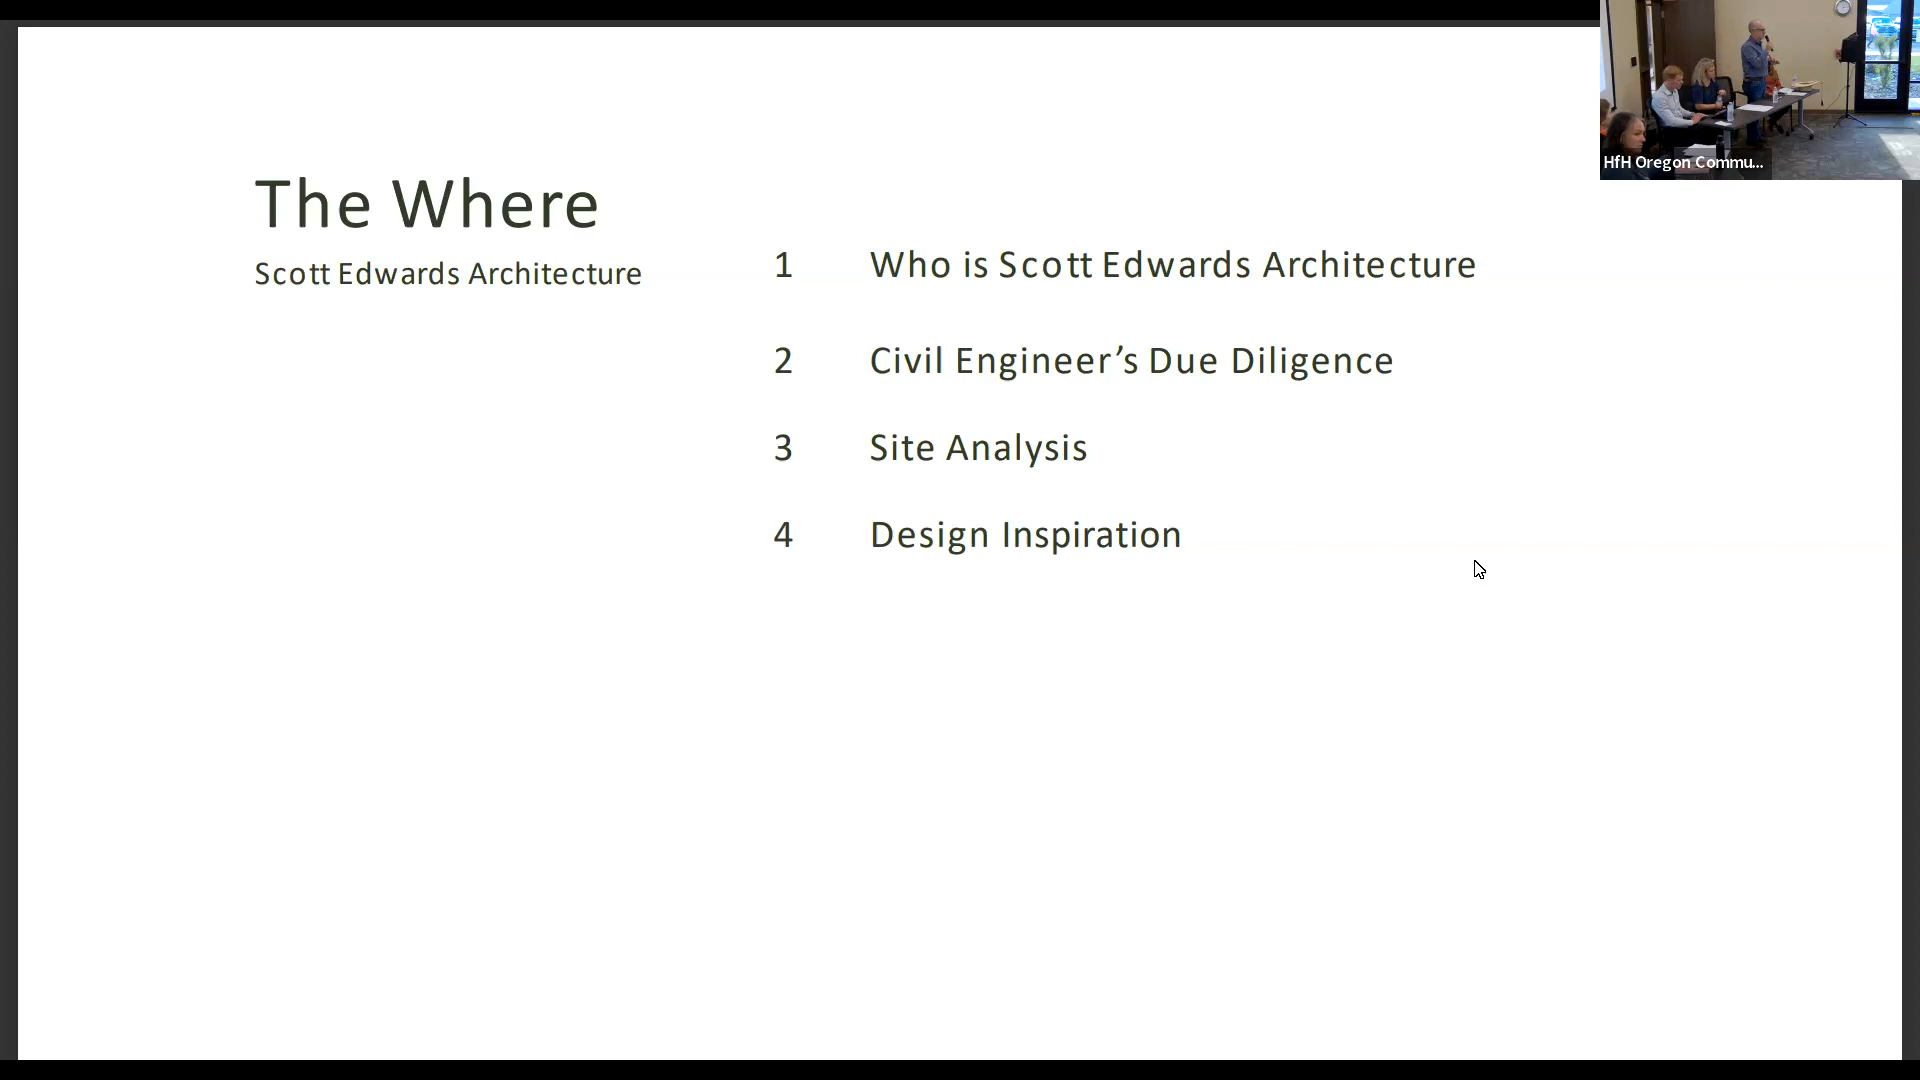 The Where
Scott Edwards Architecture
1 Who is Scott Edwards Architecture
2 Civil Engineer’s Due Diligence
3 Site Analysis
4 Design Inspiration
HfH Oregon Commu...